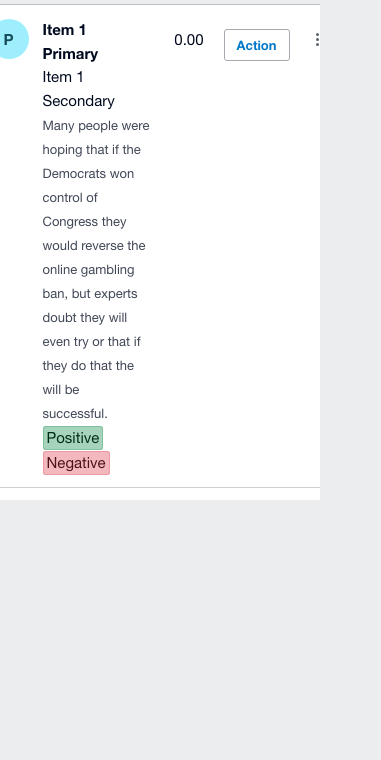 P
Item 1
Primary
0.00
Action
Item 1
Secondary
Many people were
hoping that if the
Democrats won
control of
Congress they
would reverse the
online gambling
ban, but experts
doubt they will
even try or that if
they do that the
will be
successful.
Positive
Negative